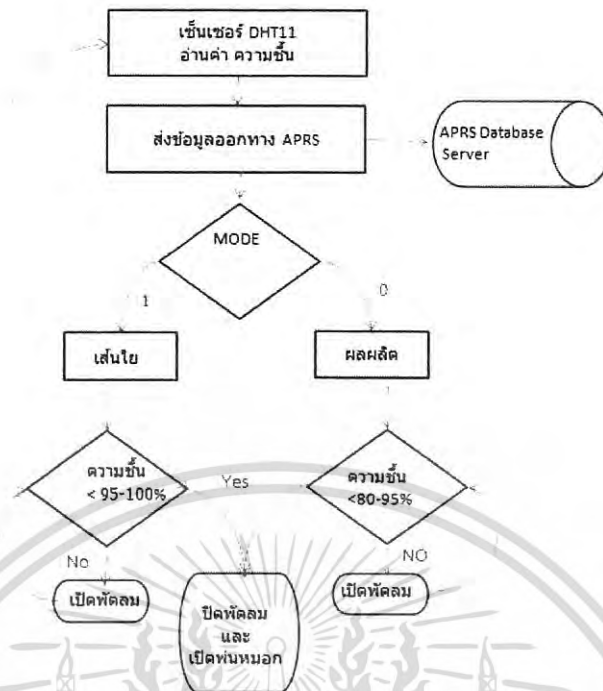 เซ็นเซอร์ DHT11
อ่านค่า ความชื้น
ส่งข้อมูลออกทาง APRS
APRS Database
Server
MODE
1
0
เส้นใย
ผลผลิต
ความชื้น
< 95-100%
Yes
ความชื้น
<80-95%
No
NO
เปิดพัดลม
ปิดพัดลม
และ
เปิดพ่นหมอก
เปิดพัดลม